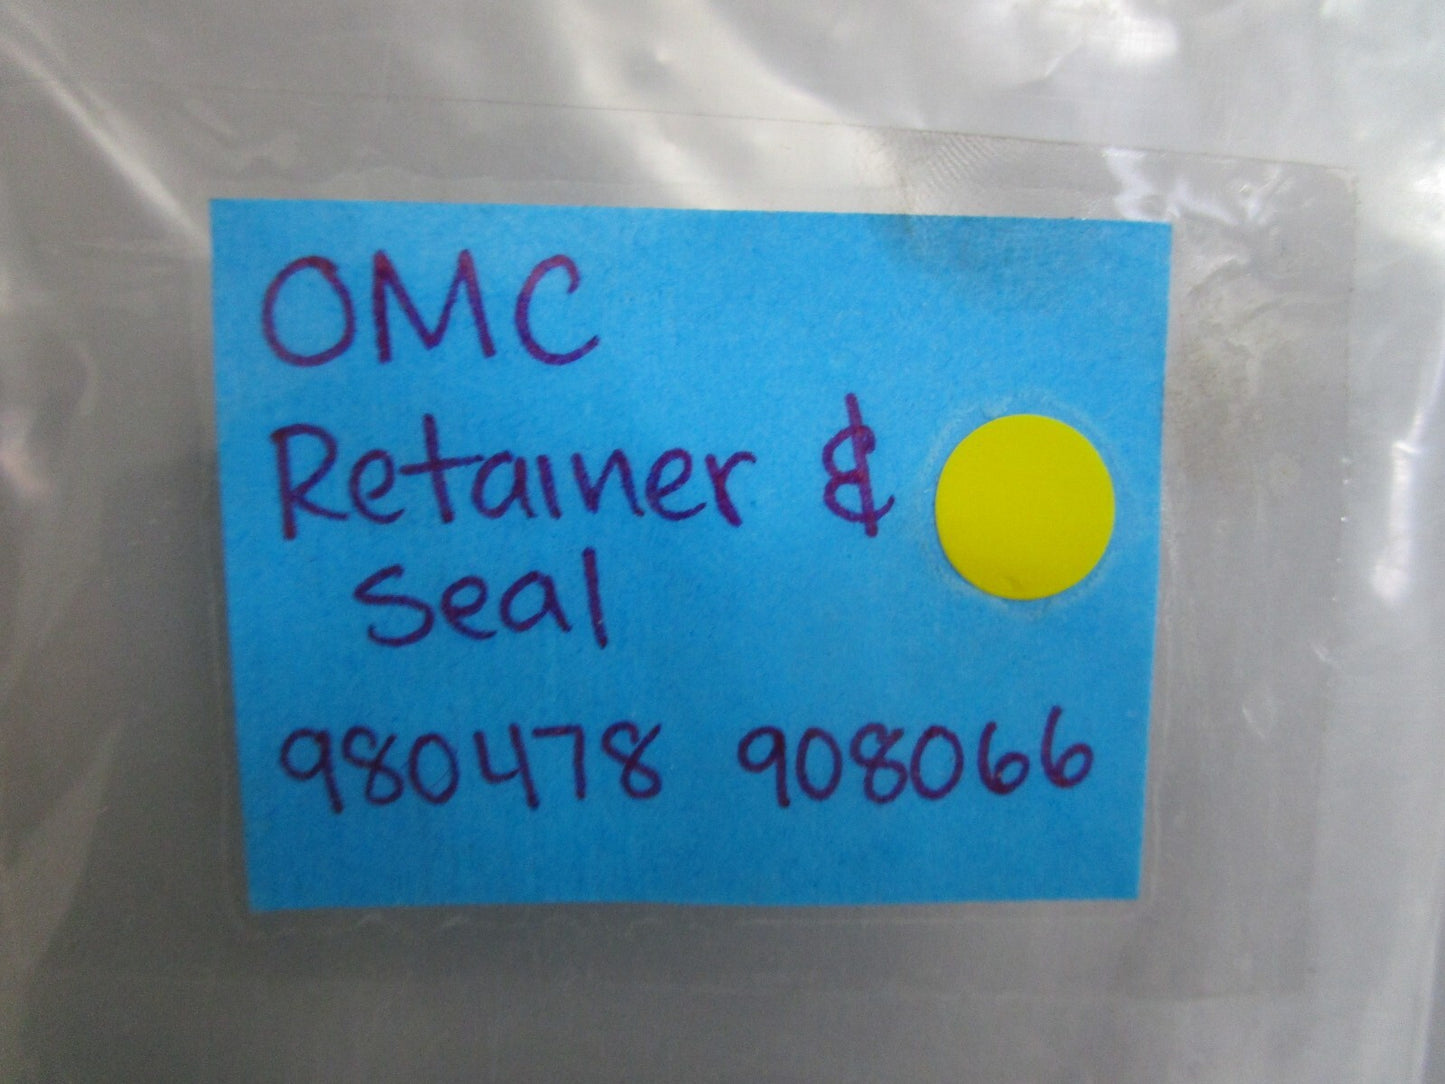 OMC
Retainer &
Seal
980478 908066